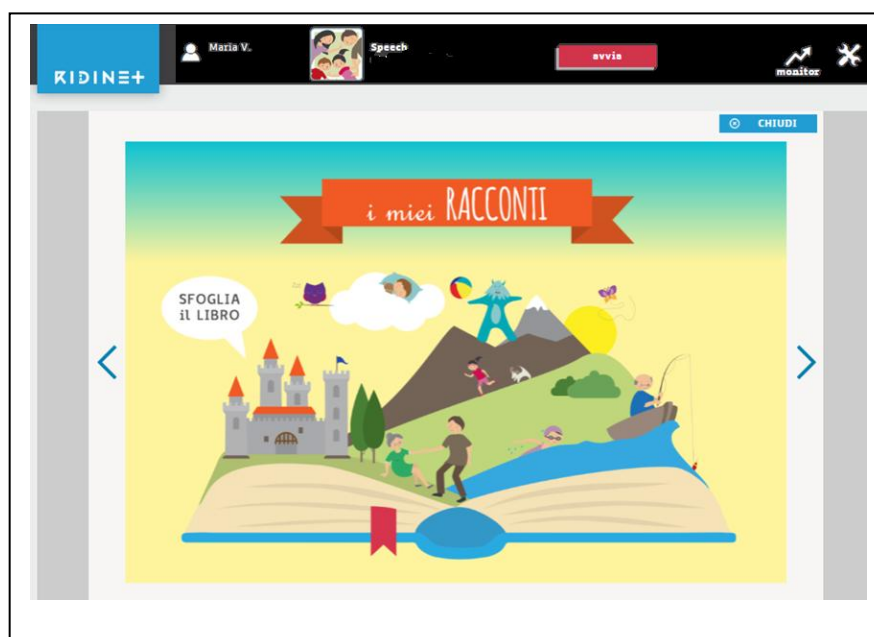 RIDINET
Maria V.
Speech
avvia
monitor
CHIUDI
i miei RACCONTI
SFOGLIA
il LIBRO